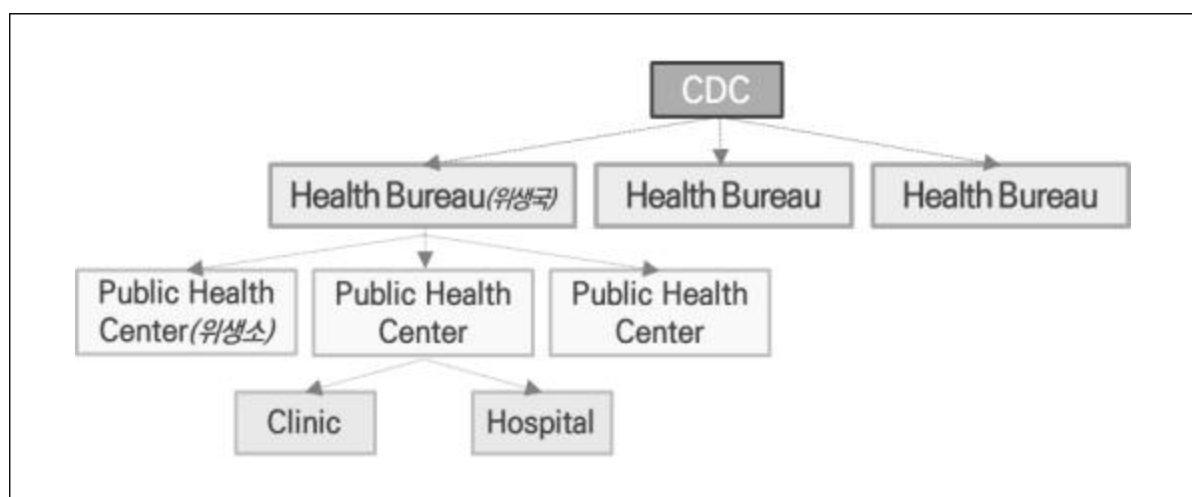 CDC
Health Bureau(위생국)
Health Bureau
Health Bureau
Public Health
Center(위생소)
Public Health
Center
Public Health
Center
Clinic
Hospital